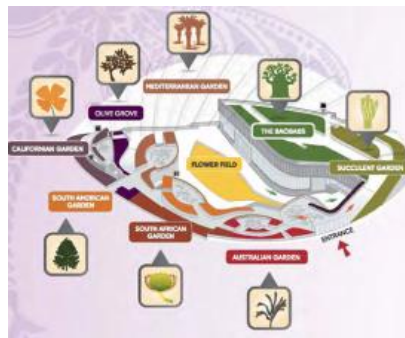 MEDITERRANEAN GARDEN
OLIVE GROVE
THE BAOBABS
CALIFORNIAN GARDEN
FLOWER FIELD
SUCCULENT GARDEN
SOUTH AMERICAN
GARDEN
SOUTH AFRICAN
GARDEN
ENTRANCE
AUSTRALIAN GARDEN